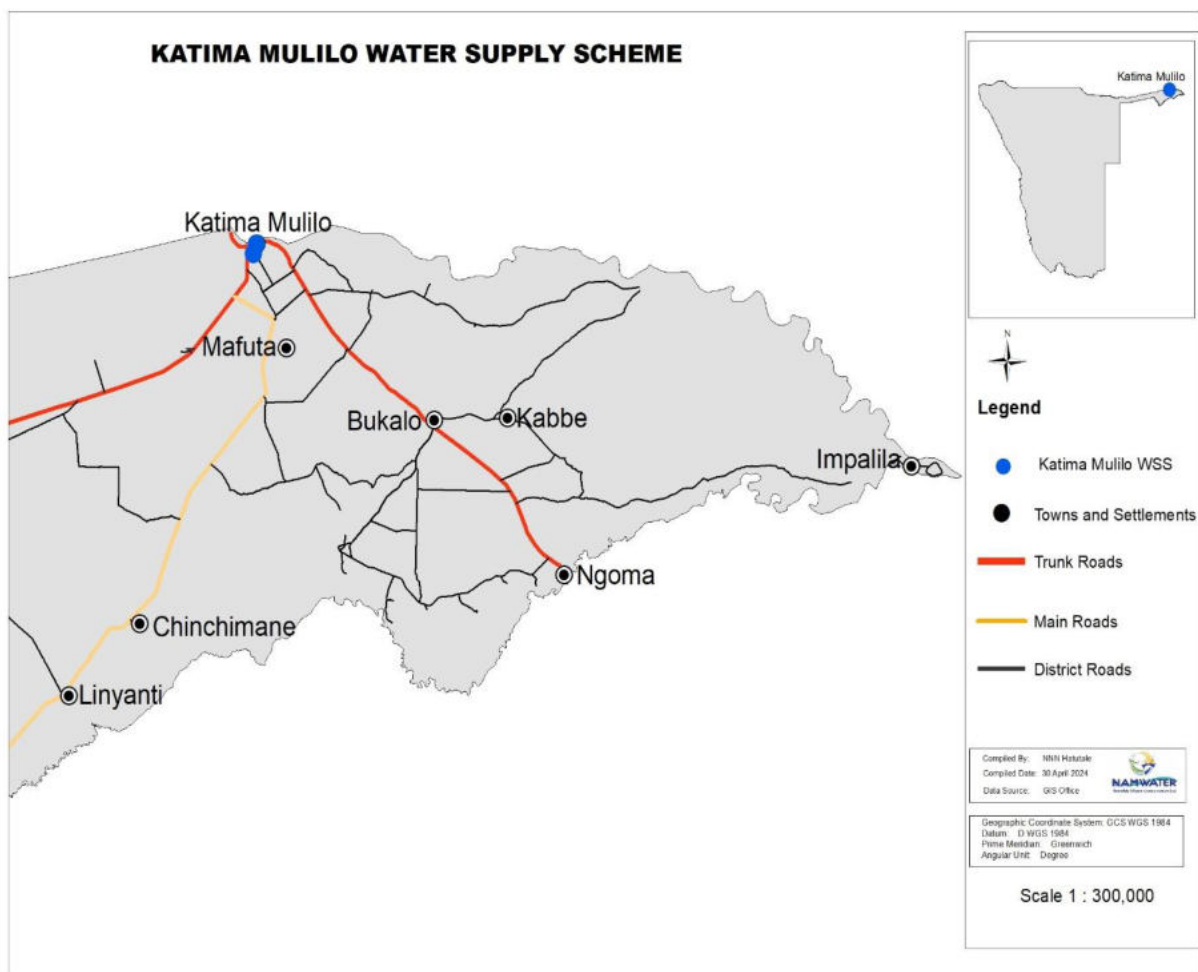 KATIMA MULILO WATER SUPPLY SCHEME
Katima Mulilo
Katima Mulilo
Mafuta
Bukalo
Kabbe
Impalila
Ngoma
Chinchimane
Linyanti
N
Legend
Katima Mulilo WSS
Towns and Settlements
Trunk Roads
Main Roads
District Roads
Compiled By: NNN Hatutale
Compiled Date: 30 April 2024
Data Source: GIS Office
NAMWATER
Geographic Coordinate System: GCS WGS 1984
Datum: D WGS 1984
Prime Meridian: Greenwich
Angular Unit: Degree
Scale 1 : 300,000